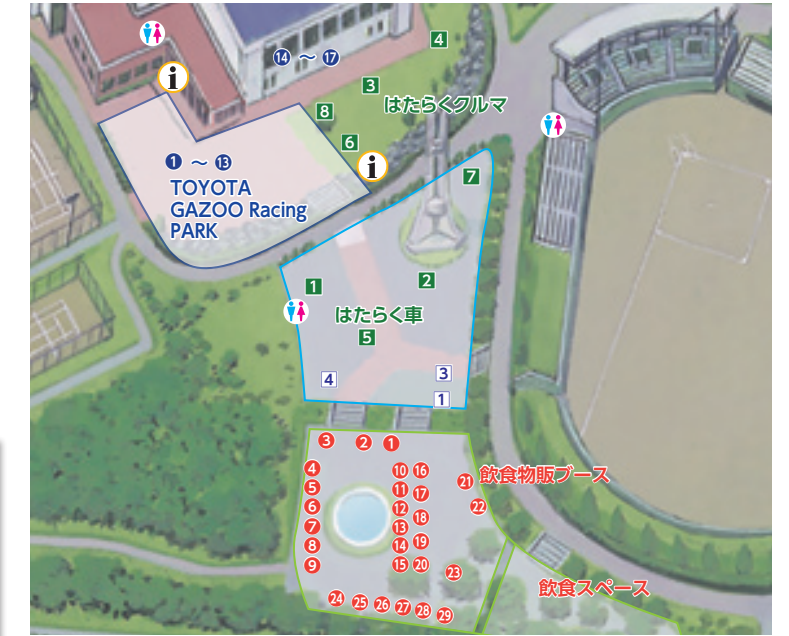 ⑭～⑰
4
3
はたらくクルマ
8
6
i
i
①～⑬
TOYOTA
GAZOO Racing
PARK
7
1
2
はたらく車
5
4
3
1
③ ② ①
④ ⑩ ⑯
㉑ 飲食物販ブース
⑤ ⑪ ⑰
⑥ ⑫ ㉒
⑦ ⑬ ⑱
⑧ ⑭ ⑲
⑨ ⑮ ⑳
㉓
飲食スペース
㉔ ㉕ ㉖ ㉗ ㉘ ㉙